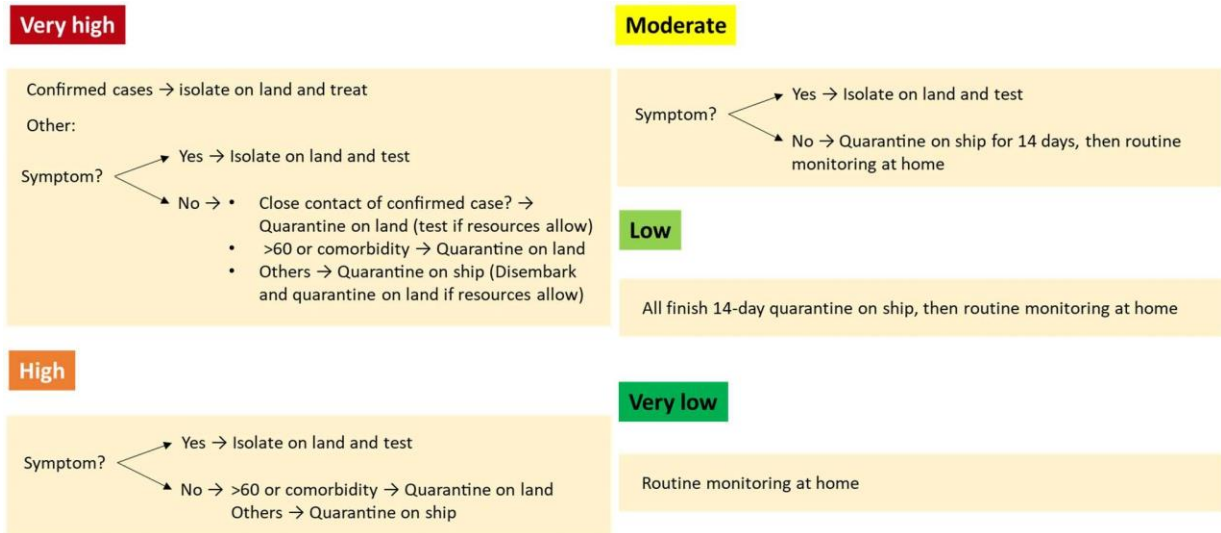 Very high
Confirmed cases → isolate on land and treat
Other:
Symptom?
Yes → Isolate on land and test
No → • Close contact of confirmed case? →
Quarantine on land (test if resources allow)
• >60 or comorbidity → Quarantine on land
• Others → Quarantine on ship (Disembark
and quarantine on land if resources allow)
High
Symptom?
Yes → Isolate on land and test
No → >60 or comorbidity → Quarantine on land
Others → Quarantine on ship
Moderate
Symptom?
Yes → Isolate on land and test
No → Quarantine on ship for 14 days, then routine
monitoring at home
Low
All finish 14-day quarantine on ship, then routine monitoring at home
Very low
Routine monitoring at home